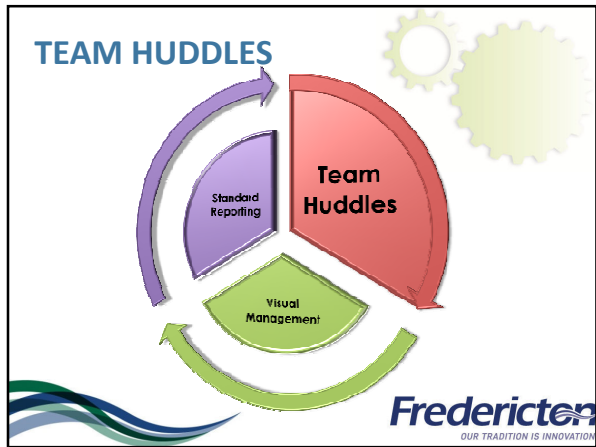 TEAM HUDDLES
Standard
Reporting
Team
Huddles
Visual
Management
Fredericton
OUR TRADITION IS INNOVATION